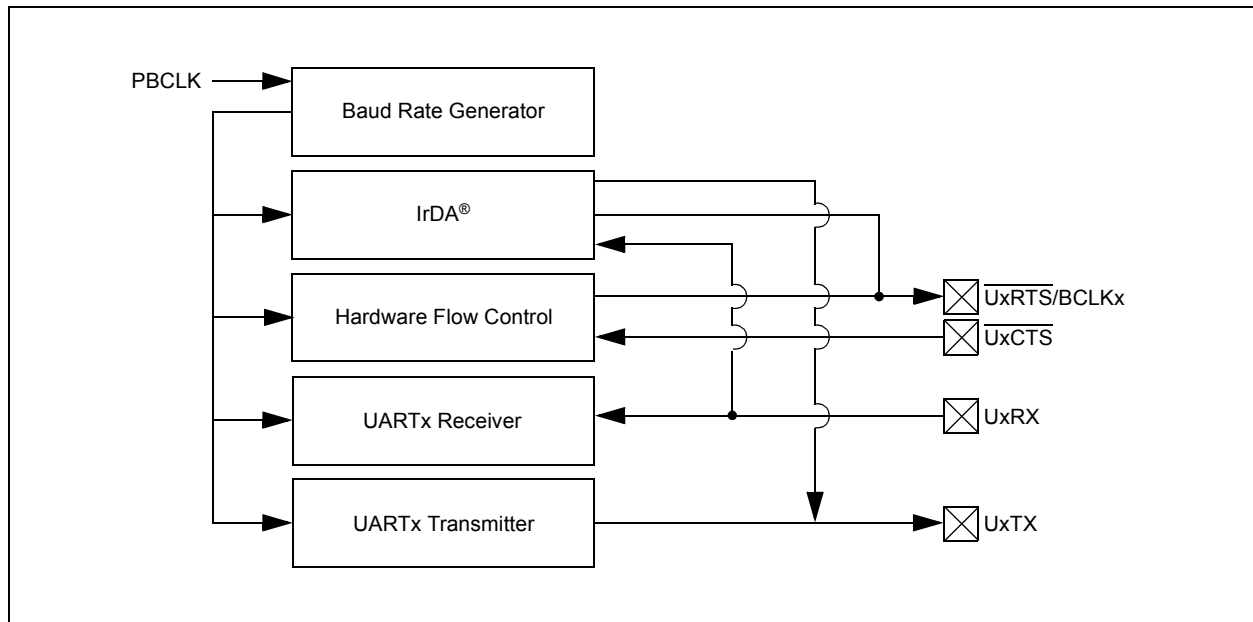 PBCLK
Baud Rate Generator
IrDA®
Hardware Flow Control
UxRTS/BCLKx
UxCTS
UARTx Receiver
UxRX
UARTx Transmitter
UxTX